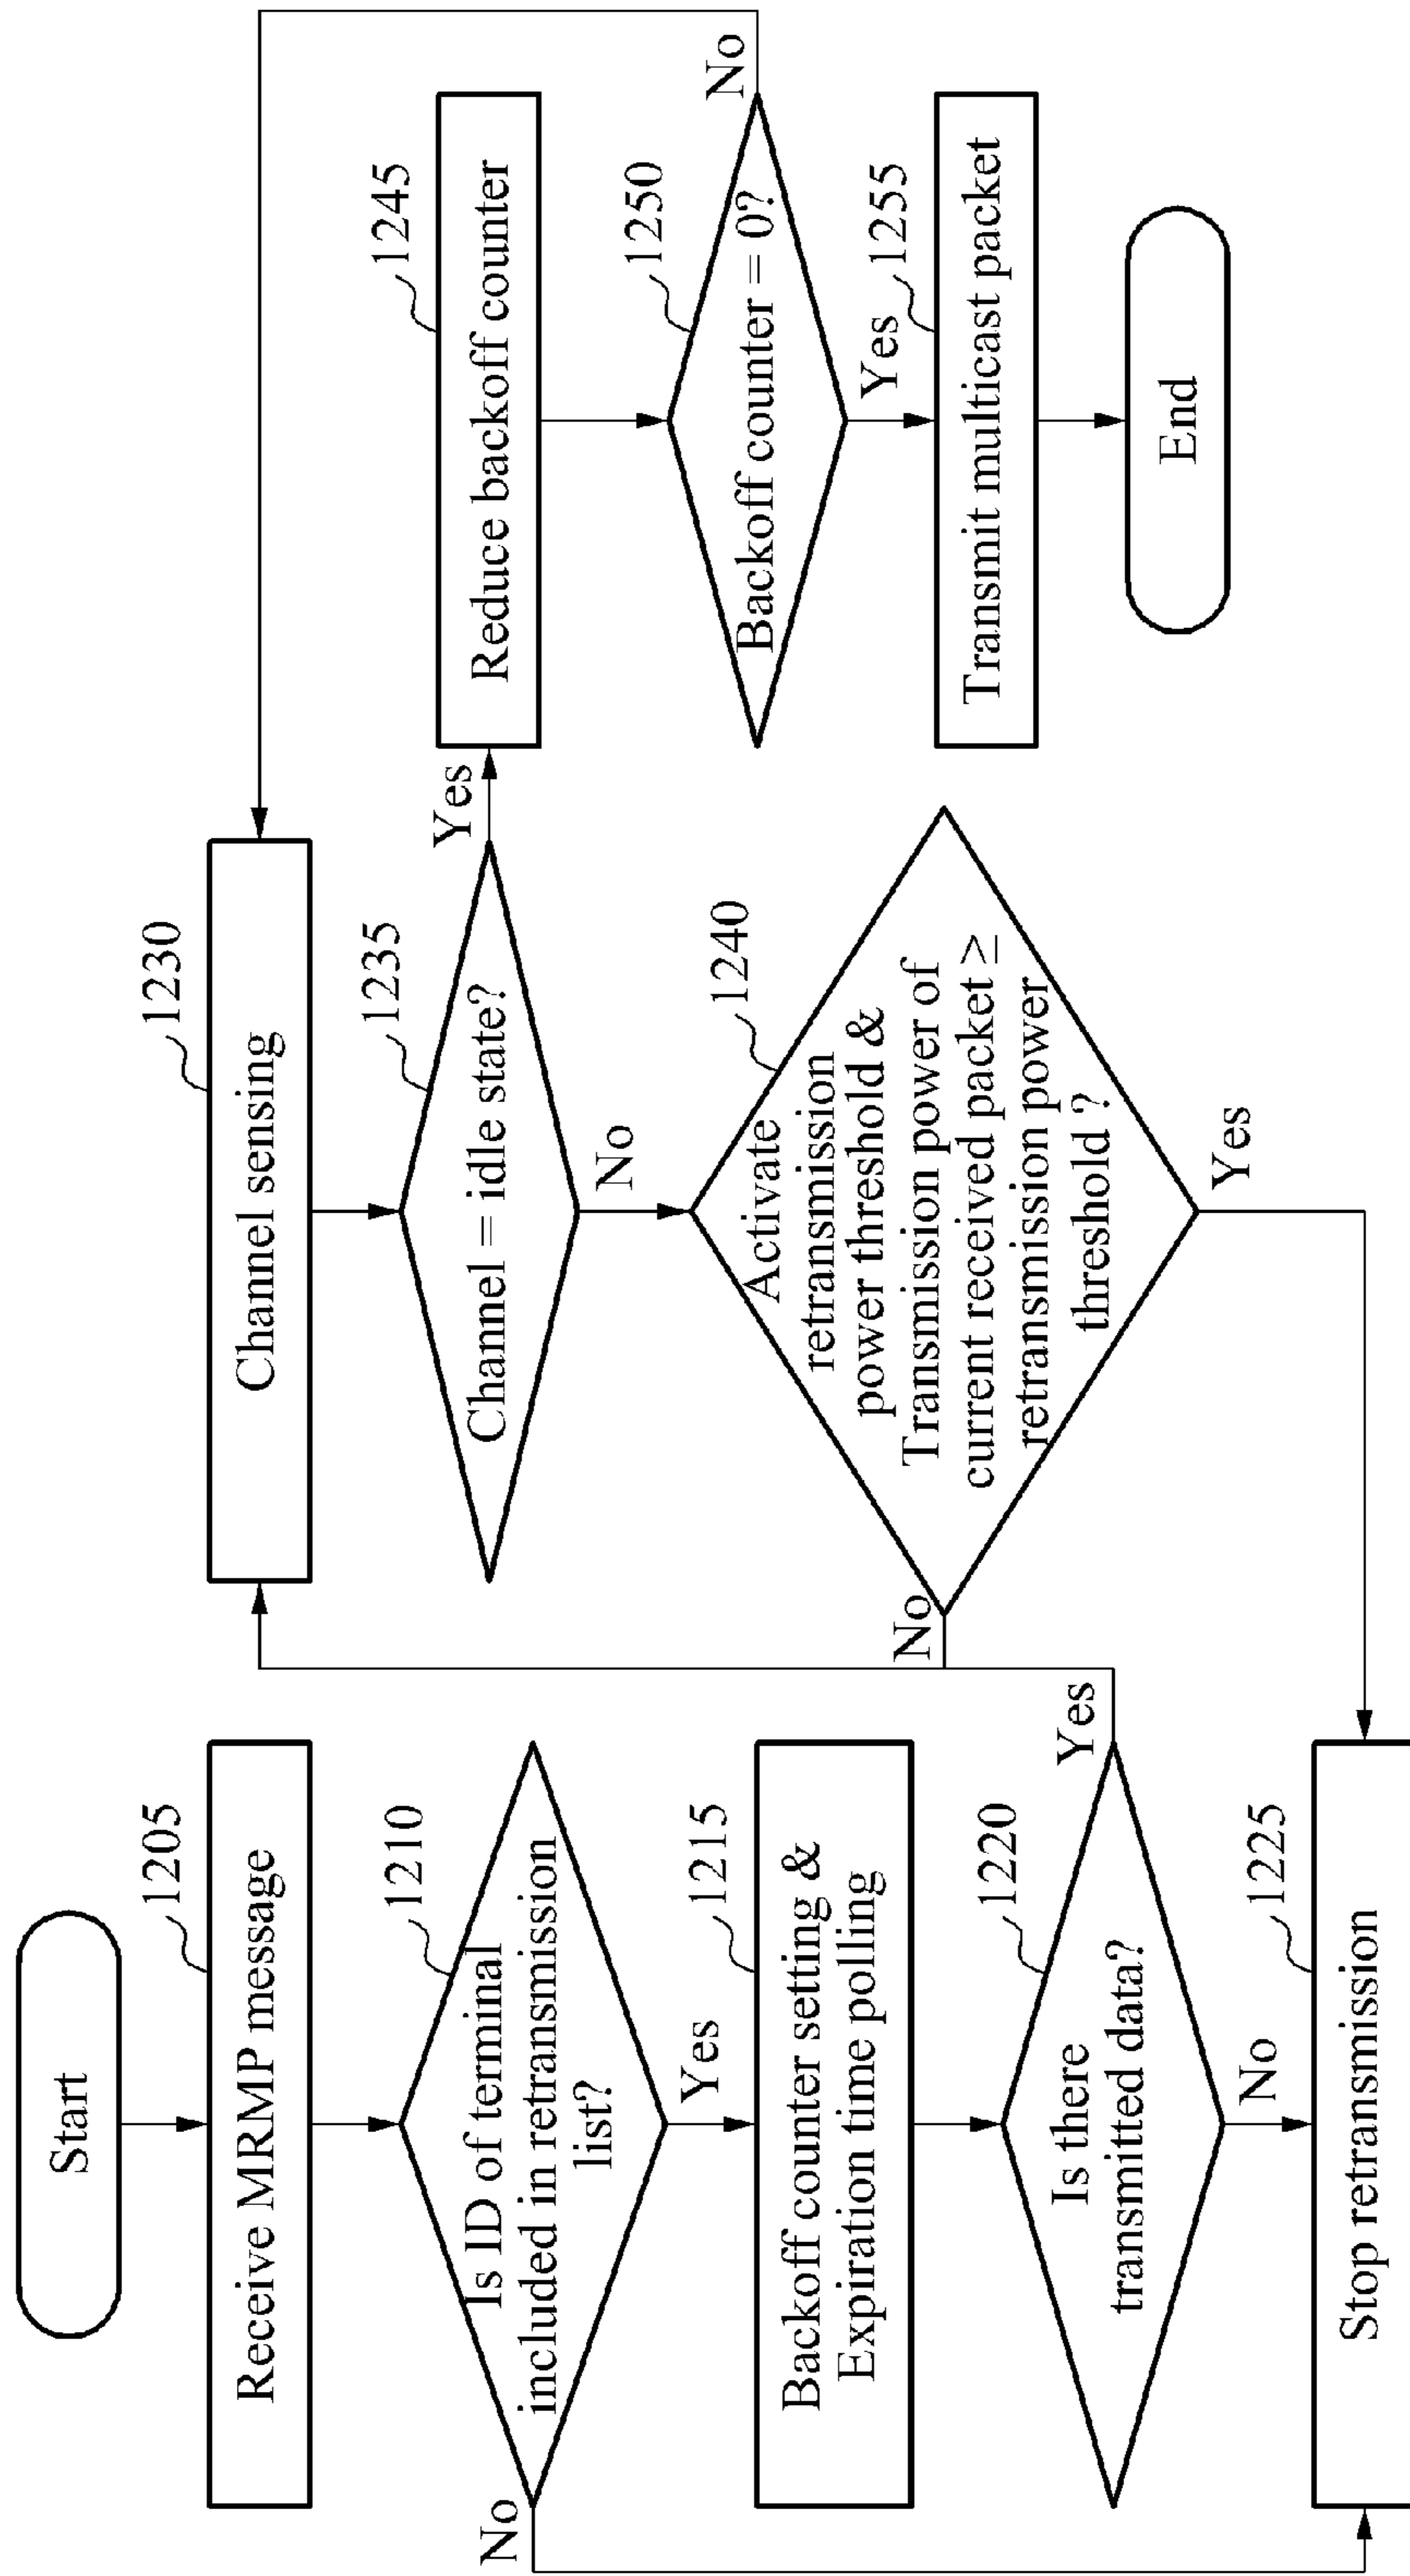 Start
1205
Receive MRMP message
1210
Is ID of terminal
included in retransmission
list?
No
Yes
1215
Backoff counter setting &
Expiration time polling
1220
Is there
transmitted data?
Yes
No
1225
Stop retransmission
1230
Channel sensing
1235
Channel = idle state?
Yes
No
1240
Activate
retransmission
power threshold &
Transmission power of
current received packet ≥
retransmission power
threshold ?
No
Yes
1245
Reduce backoff counter
1250
Backoff counter = 0?
No
Yes
1255
Transmit multicast packet
End